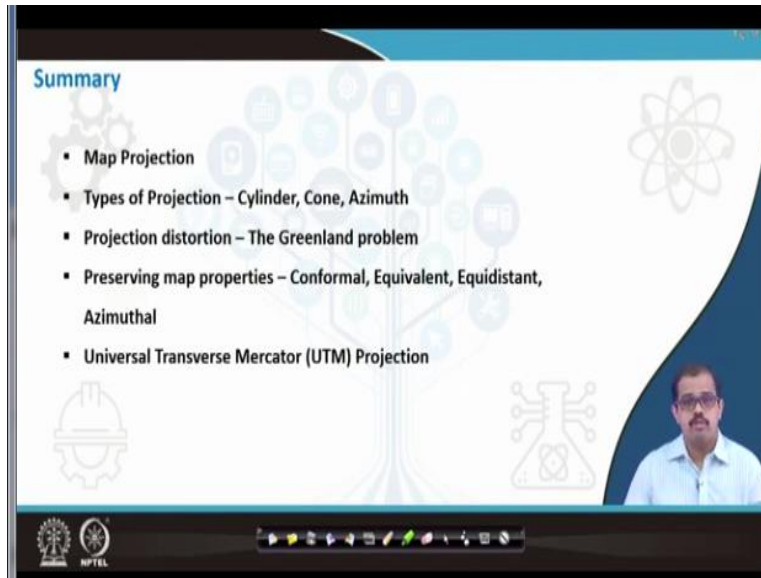 Summary
▪ Map Projection
▪ Types of Projection – Cylinder, Cone, Azimuth
▪ Projection distortion – The Greenland problem
▪ Preserving map properties – Conformal, Equivalent, Equidistant,
Azimuthal
▪ Universal Transverse Mercator (UTM) Projection
NPTEL